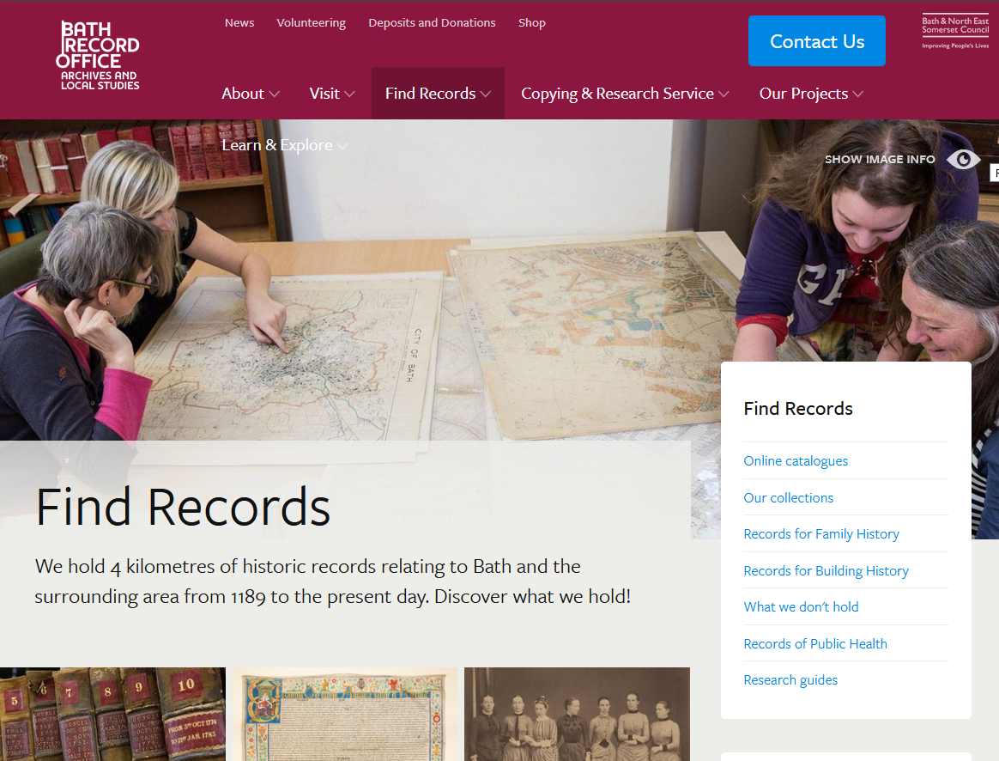 BATH
RECORD
OFFICE
ARCHIVES AND
LOCAL STUDIES
News Volunteering Deposits and Donations Shop
Contact Us
Bath & North East
Somerset Council
Improving People's Lives
About Visit Find Records Copying & Research Service Our Projects
Learn & Explore
SHOW IMAGE INFO
CITY OF BATH
GA
Find Records
We hold 4 kilometres of historic records relating to Bath and the
surrounding area from 1189 to the present day. Discover what we hold!
Find Records
Online catalogues
Our collections
Records for Family History
Records for Building History
What we don't hold
Records of Public Health
Research guides
5 6 7 8 9 10
FROM 3RD OCT 1774
TO 21ST JAN. 1783